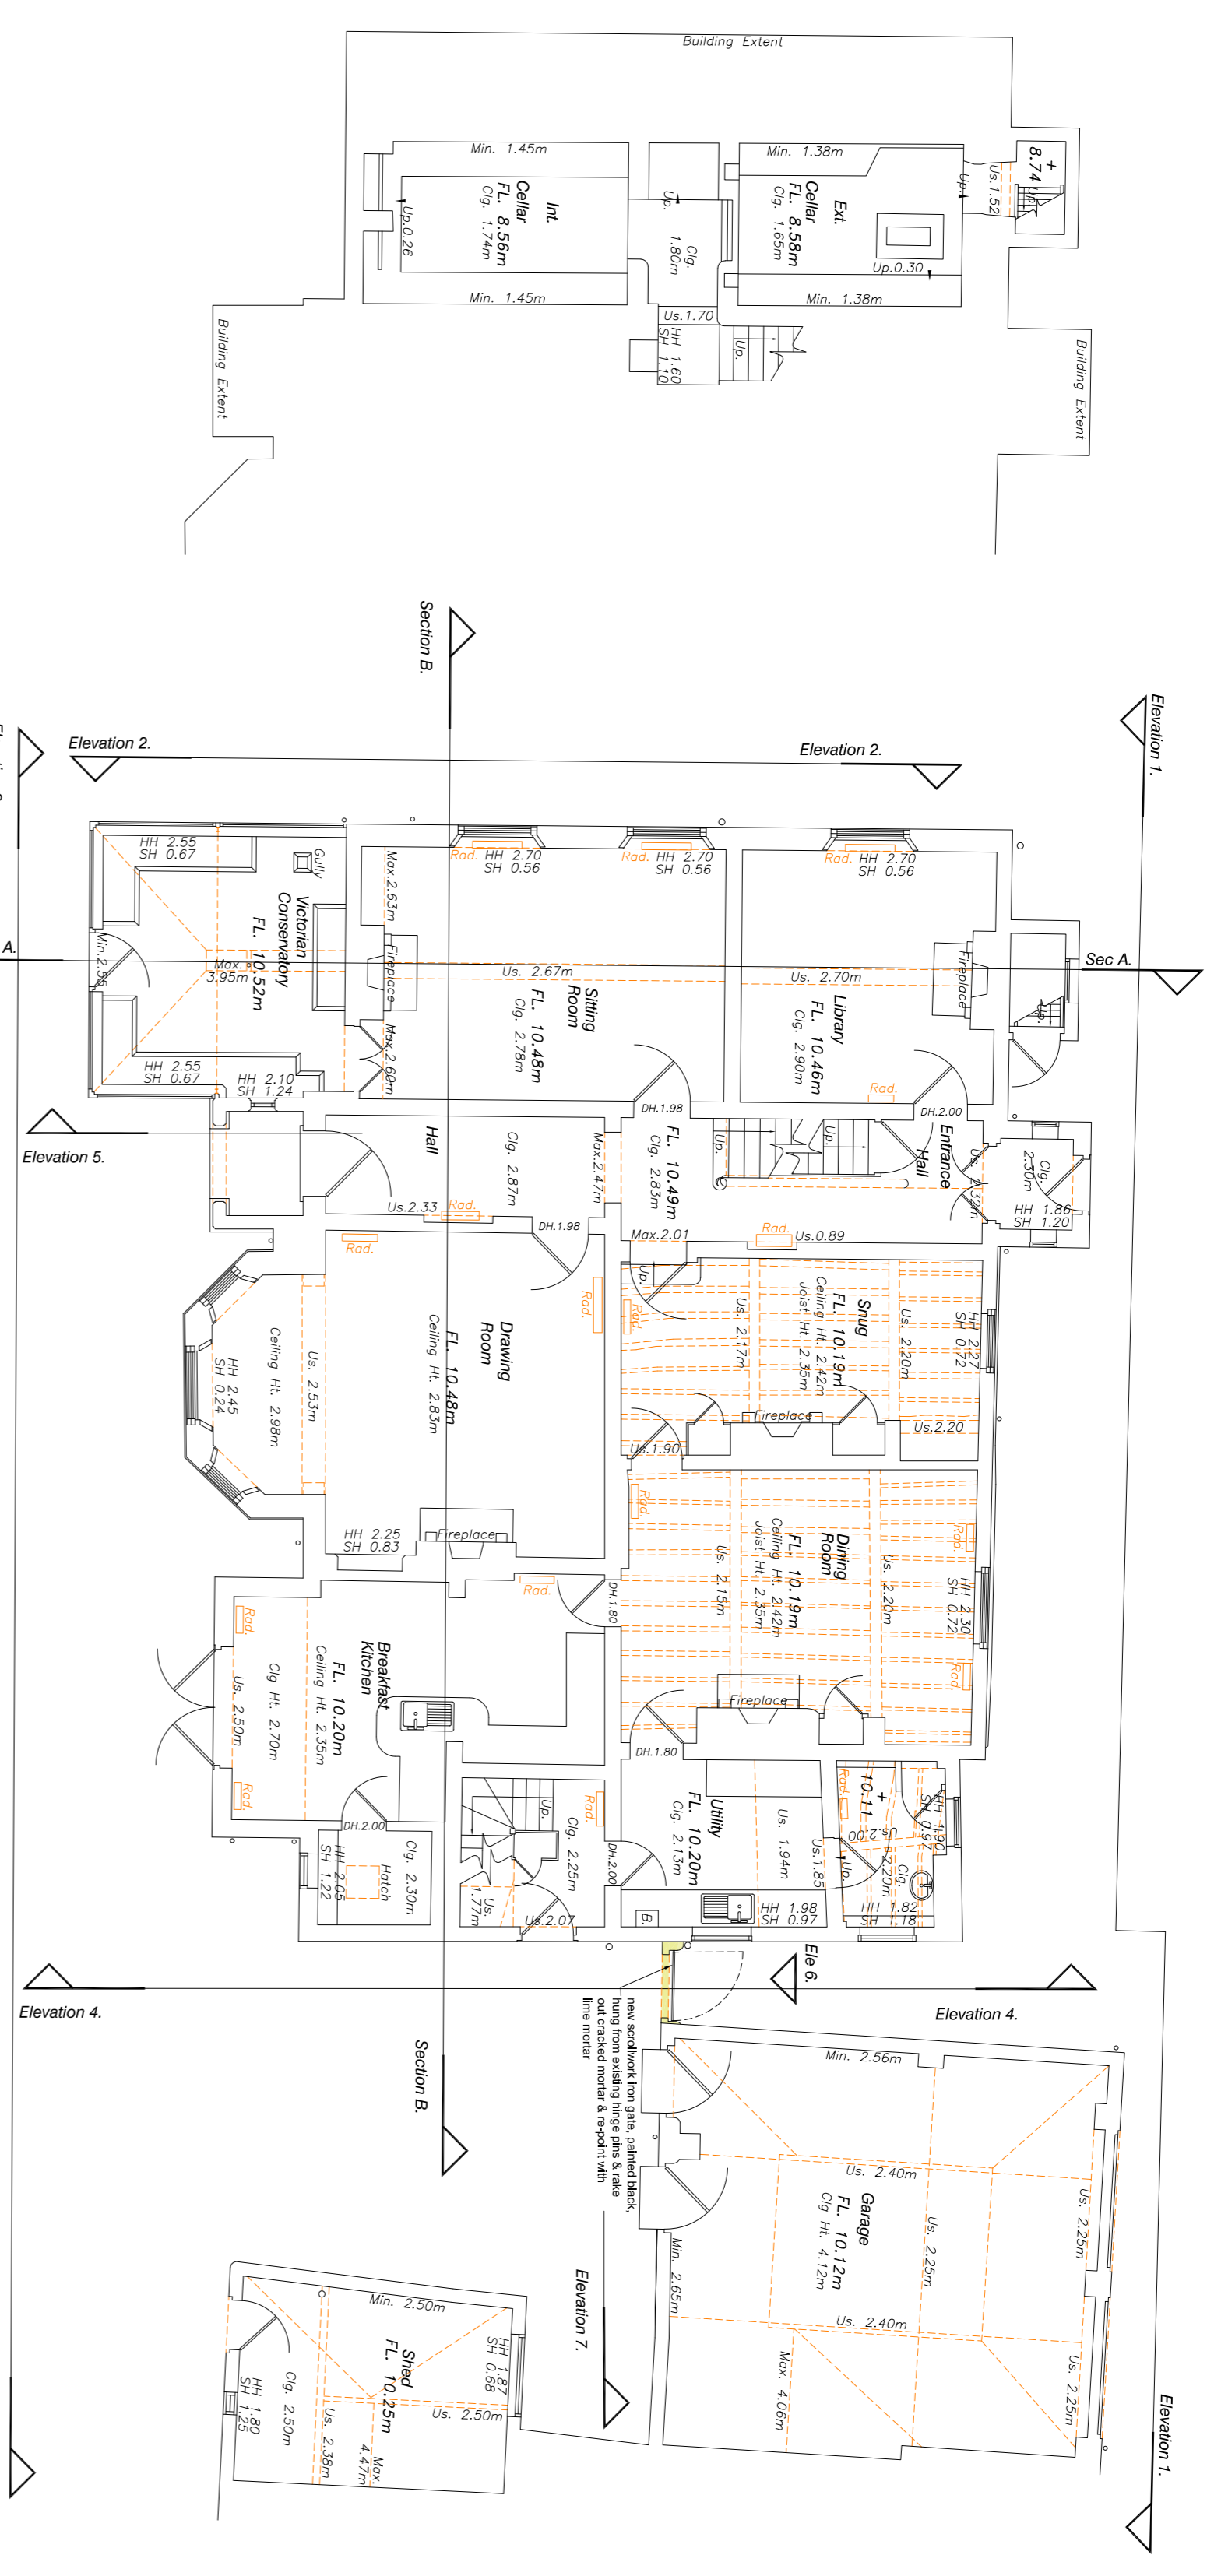 Building Extent
+
8.74
Up.
Us.1.52
Up.
Min. 1.38m
Ext.
Cellar
FL. 8.58m
Clg. 1.65m
Up.0.30
Min. 1.38m
Min. 1.45m
Int.
Cellar
FL. 8.56m
Clg. 1.74m
Up.0.26
Min. 1.45m
Up.
Clg.
1.80m
Us.1.70
HH 1.60
SH 1.10
Up.
Building Extent
Building Extent
Section B.
Elevation 1.
Elevation 2.
Elevation 2.
HH 2.55
SH 0.67
Gully
Victorian
Conservatory
FL. 10.52m
Max.
3.95m
Min.2.55
A.
HH 2.55
SH 0.67
HH 2.10
SH 1.24
Max.2.63m
Rad.
HH 2.70
SH 0.56
Rad.
HH 2.70
SH 0.56
Fireplace
Us. 2.67m
Sitting
Room
FL. 10.48m
Clg. 2.78m
Max.2.60m
Rad.
HH 2.70
SH 0.56
Us. 2.70m
Library
FL. 10.46m
Clg. 2.90m
Fireplace
Rad.
Sec A.
Up.
DH.1.98
DH.2.00
Elevation 5.
Hall
Clg. 2.87m
Max.2.47m
FL. 10.49m
Clg. 2.83m
Up.
Up.
Entrance
Hall
Us. 2.32m
Clg.
2.30m
HH 1.86
SH 1.20
Us.2.33
Rad.
DH.1.98
Max.2.01
Rad.
Us.0.89
Rad.
Rad.
Up.
Rad.
Us. 2.17m
Snug
FL. 10.19m
Ceiling Ht. 2.42m
Joist Ht. 2.35m
Us. 2.20m
HH 2.27
SH 0.72
Fireplace
Us.2.20
Us.1.90
Drawing
Room
FL. 10.48m
Ceiling Ht. 2.83m
Us. 2.53m
Ceiling Ht. 2.98m
HH 2.45
SH 0.24
HH 2.25
SH 0.83
Fireplace
Rad.
Us. 2.15m
Dining
Room
FL. 10.19m
Ceiling Ht. 2.42m
Joist Ht. 2.35m
Us. 2.20m
Rad.
HH 2.30
SH 0.72
Rad.
Fireplace
DH.1.80
DH.1.80
Rad.
Rad.
Breakfast
Kitchen
FL. 10.20m
Ceiling Ht. 2.35m
Clg Ht. 2.70m
Us. 2.50m
Rad.
DH.2.00
HH 2.05
SH 1.22
Hatch
Clg. 2.30m
Up.
Clg. 2.25m
Rad.
Us.
1.77m
Us.2.07
DH.2.00
Utility
FL. 10.20m
Clg. 2.13m
Us. 1.94m
Us.1.85
B.
HH 1.98
SH 0.97
Rad.
+
10.11
Us.2.00
HH 1.90
SH 0.97
Up.
Clg.
2.20m
HH 1.82
SH 1.18
Elevation 4.
Ele 6.
Elevation 4.
new scrollwork iron gate, painted black,
hung from existing hinge pins & rake
out cracked mortar & re-point with
lime mortar
Section B.
Min. 2.56m
Us. 2.40m
Garage
FL. 10.12m
Clg Ht. 4.12m
Us. 2.25m
Us. 2.25m
Us. 2.40m
Min. 2.65m
Max. 4.06m
Us. 2.25m
Elevation 7.
Elevation 1.
Min. 2.50m
Shed
FL. 10.25m
HH 1.87
SH 0.68
Us. 2.50m
Us. 2.38m
Max.
4.47m
Clg. 2.50m
HH 1.80
SH 1.25